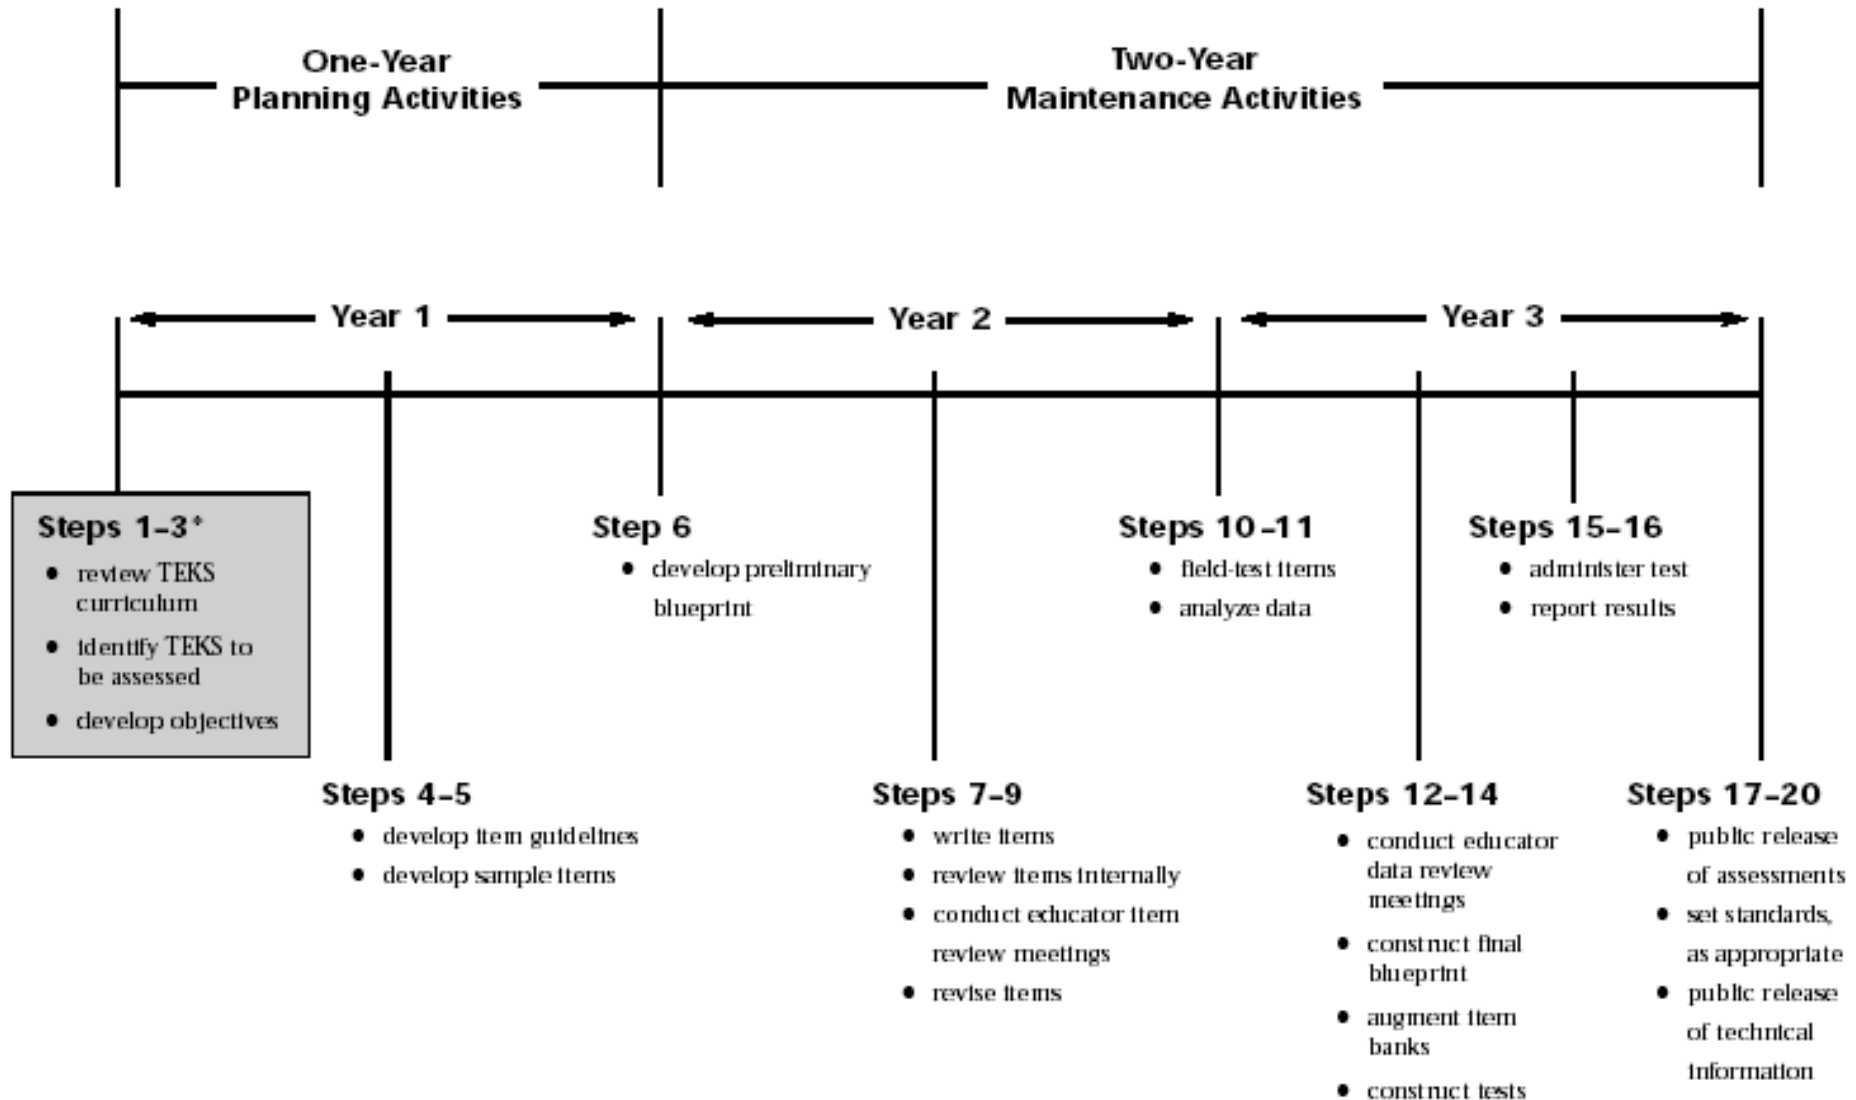 One-Year
Planning Activities
Two-Year
Maintenance Activities
Year 1
Year 2
Year 3
Steps 1–3*
• review TEKS
curriculum
• identify TEKS to
be assessed
• develop objectives
Steps 4–5
• develop item guidelines
• develop sample items
Step 6
• develop preliminary
blueprint
Steps 7–9
• write items
• review items internally
• conduct educator item
review meetings
• revise items
Steps 10–11
• field-test items
• analyze data
Steps 12–14
• conduct educator
data review
meetings
• construct final
blueprint
• augment item
banks
• construct tests
Steps 15–16
• administer test
• report results
Steps 17–20
• public release
of assessments
• set standards,
as appropriate
• public release
of technical
information